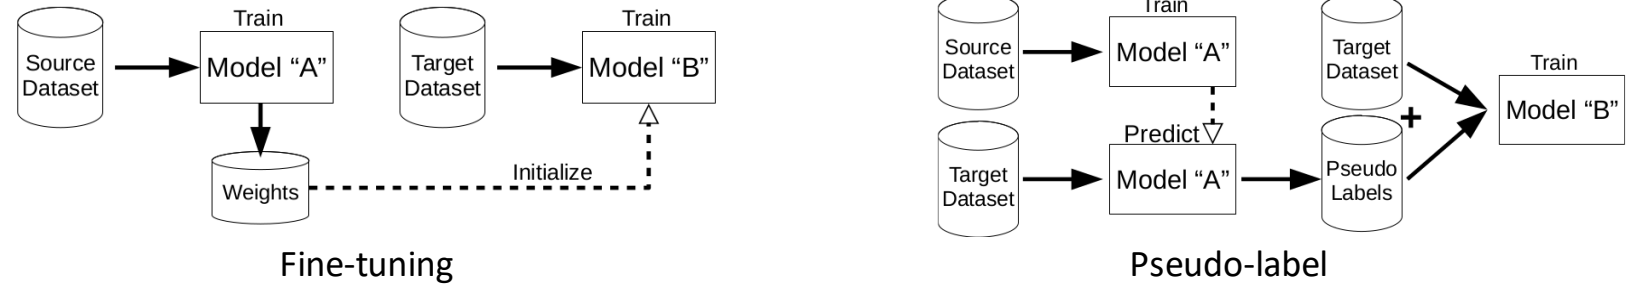 Train
Source
Dataset
Model “A”
Weights
Train
Target
Dataset
Model “B”
Initialize
Fine-tuning
Train
Source
Dataset
Model “A”
Predict
Target
Dataset
Model “A”
Target
Dataset
+
Pseudo
Labels
Train
Model “B”
Pseudo-label